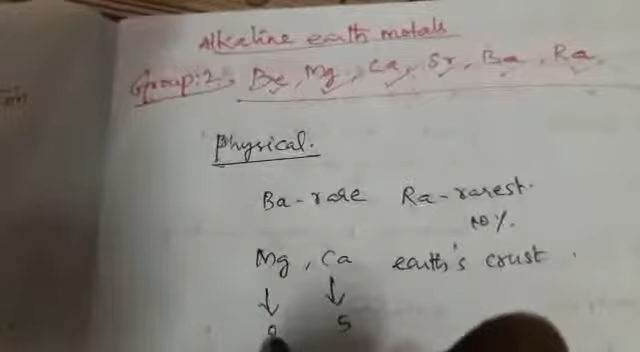 Alkaline earth metals
Group:2, Be, Mg, Ca, Sr, Ba, Ra.
Physical.
Ba-rare Ra-rarest.
10%.
Mg, Ca earth's crust.
↓ ↓
5